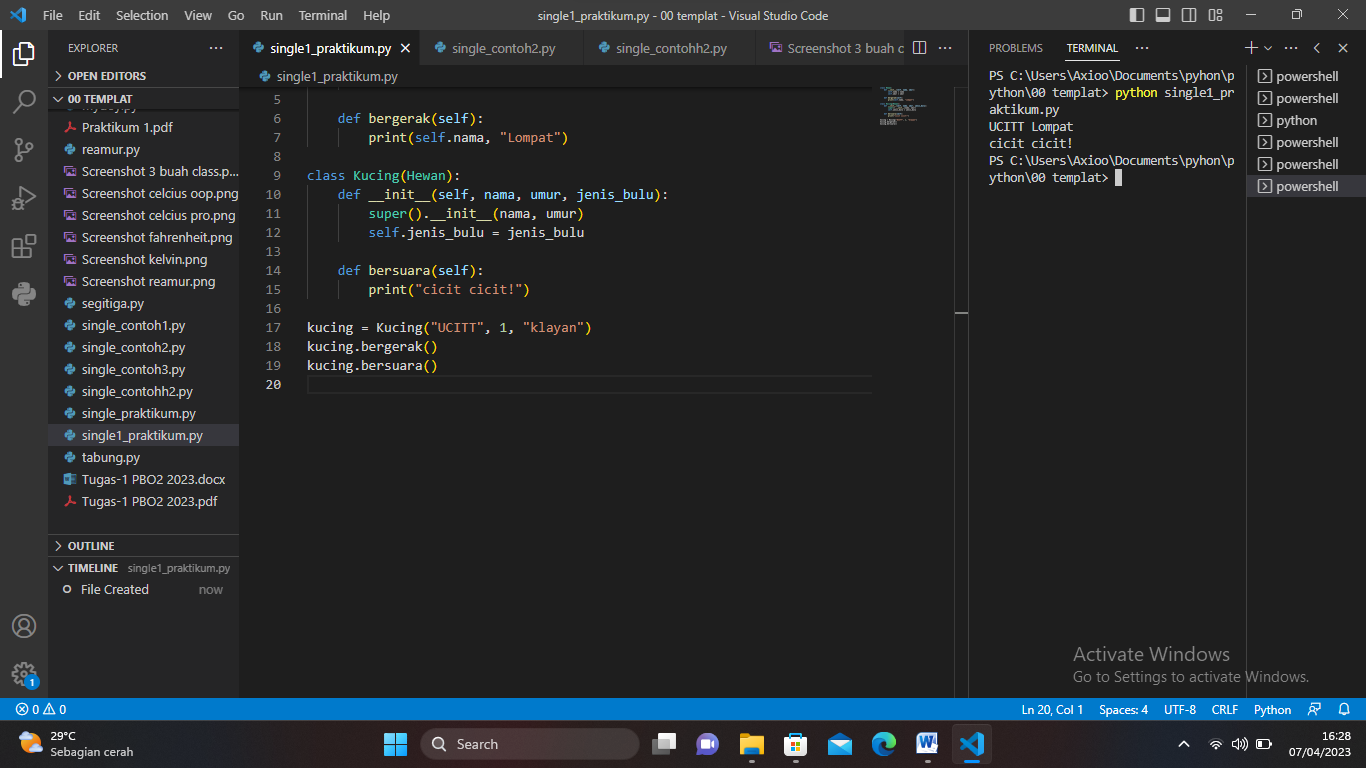 File Edit Selection View Go Run Terminal Help
single1_praktikum.py - 00 templat - Visual Studio Code
EXPLORER
OPEN EDITORS
00 TEMPLAT
Praktikum 1.pdf
reamur.py
Screenshot 3 buah class.p...
Screenshot celcius oop.png
Screenshot celcius pro.png
Screenshot fahrenheit.png
Screenshot kelvin.png
Screenshot reamur.png
segitiga.py
single_contoh1.py
single_contoh2.py
single_contoh3.py
single_contohh2.py
single_praktikum.py
single1_praktikum.py
tabung.py
Tugas-1 PBO2 2023.docx
Tugas-1 PBO2 2023.pdf
OUTLINE
TIMELINE single1_praktikum.py
File Created now
single1_praktikum.py single_contoh2.py single_contohh2.py Screenshot 3 buah c
single1_praktikum.py
5
6 def bergerak(self):
7 print(self.nama, "Lompat")
8
9 class Kucing(Hewan):
10 def __init__(self, nama, umur, jenis_bulu):
11 super().__init__(nama, umur)
12 self.jenis_bulu = jenis_bulu
13
14 def bersuara(self):
15 print("cicit cicit!")
16
17 kucing = Kucing("UCITT", 1, "klayan")
18 kucing.bergerak()
19 kucing.bersuara()
20
PROBLEMS TERMINAL
PS C:\Users\Axioo\Documents\pyhon\p
ython\00 templat> python single1_pr
aktikum.py
UCITT Lompat
cicit cicit!
PS C:\Users\Axioo\Documents\pyhon\p
ython\00 templat>
powershell
powershell
python
powershell
powershell
powershell
Activate Windows
Go to Settings to activate Windows.
1
0 0
Ln 20, Col 1 Spaces: 4 UTF-8 CRLF Python
29°C
Sebagian cerah
Search
16:28
07/04/2023